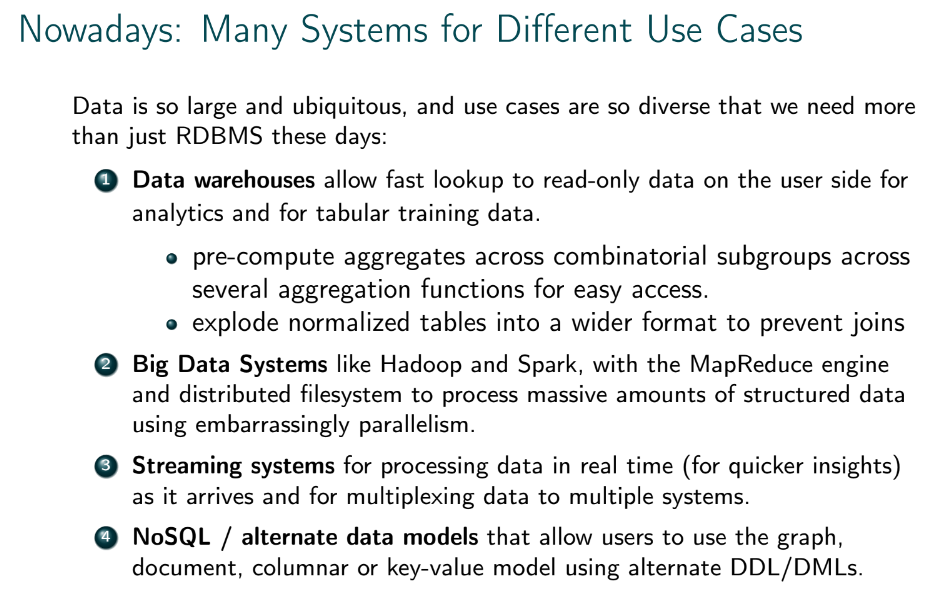 Nowadays: Many Systems for Different Use Cases
Data is so large and ubiquitous, and use cases are so diverse that we need more
than just RDBMS these days:
1 Data warehouses allow fast lookup to read-only data on the user side for
analytics and for tabular training data.
pre-compute aggregates across combinatorial subgroups across
several aggregation functions for easy access.
explode normalized tables into a wider format to prevent joins
2 Big Data Systems like Hadoop and Spark, with the MapReduce engine
and distributed filesystem to process massive amounts of structured data
using embarrassingly parallelism.
3 Streaming systems for processing data in real time (for quicker insights)
as it arrives and for multiplexing data to multiple systems.
4 NoSQL / alternate data models that allow users to use the graph,
document, columnar or key-value model using alternate DDL/DMLs.